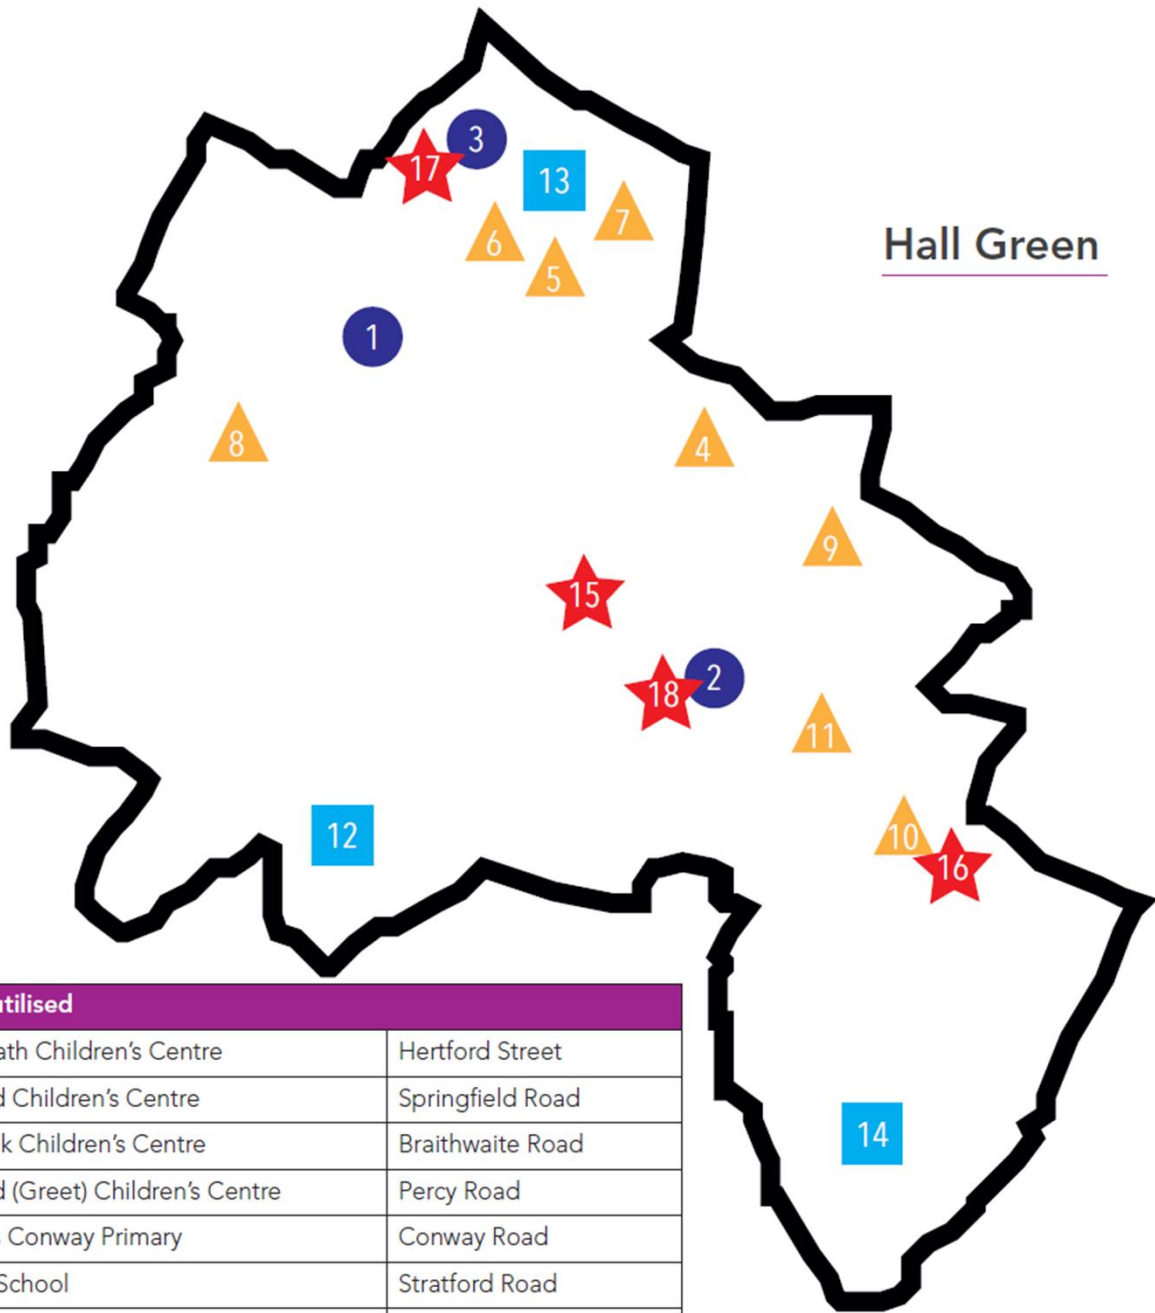 3
17
13
7
6
5
Hall Green
1
8
4
9
15
18
2
11
12
10
16
14
Children's Centre Hertford Street
Children's Centre Springfield Road
Children's Centre Braithwaite Road
(Greet) Children's Centre Percy Road
Conway Primary Conway Road
School Stratford Road